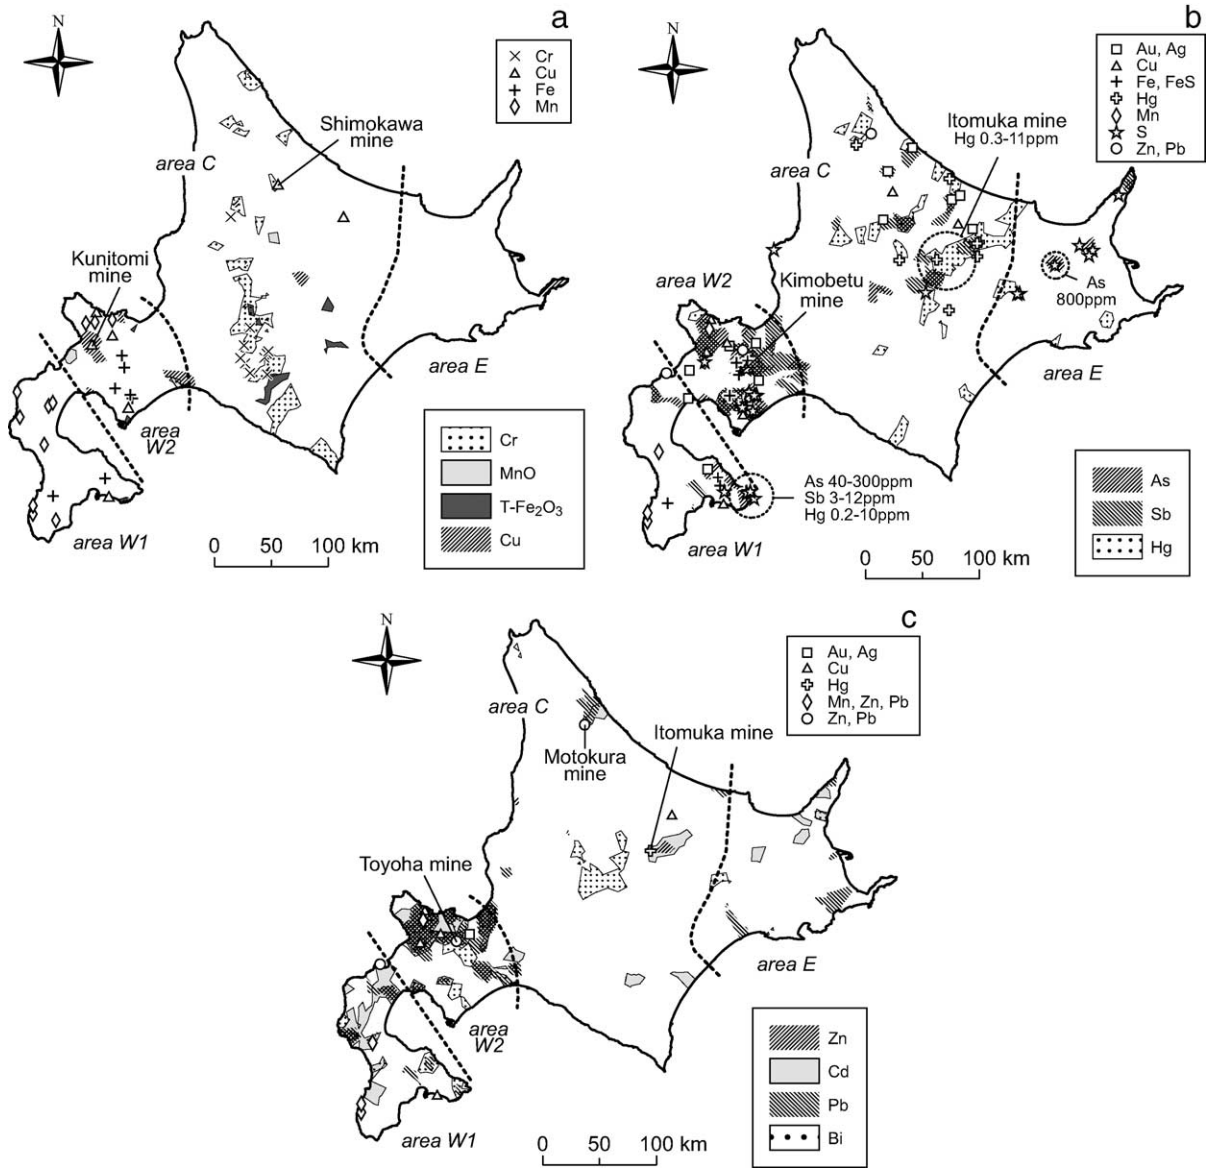 a
N
Cr
Cu
Fe
Mn
Shimokawa
mine
area C
Kunitomi
mine
area E
area
W2
area W1
0 50 100 km
Cr
MnO
T-Fe₂O₃
Cu
b
N
Au, Ag
Cu
Fe, FeS
Hg
Mn
S
Zn, Pb
Itomuka mine
Hg 0.3-11ppm
area C
area W2
Kimobetu
mine
As
800ppm
area E
As 40-300ppm
Sb 3-12ppm
Hg 0.2-10ppm
area W1
0 50 100 km
As
Sb
Hg
c
N
Au, Ag
Cu
Hg
Mn, Zn, Pb
Zn, Pb
area C
Itomuka mine
Motokura
mine
Toyoha mine
area E
area
W2
area W1
0 50 100 km
Zn
Cd
Pb
Bi